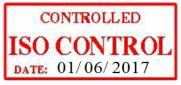 CONTROLLED
ISO CONTROL
DATE: 01/06/2017